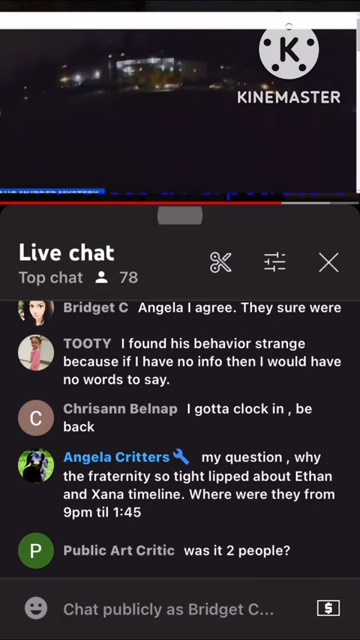 KINEMASTER
Live chat
Top chat 78
Bridget C Angela I agree. They sure were
TOOTY I found his behavior strange
because if I have no info then I would have
no words to say.
Chrisann Belnap I gotta clock in , be
back
Angela Critters my question , why
the fraternity so tight lipped about Ethan
and Xana timeline. Where were they from
9pm til 1:45
P
Public Art Critic was it 2 people?
Chat publicly as Bridget C...